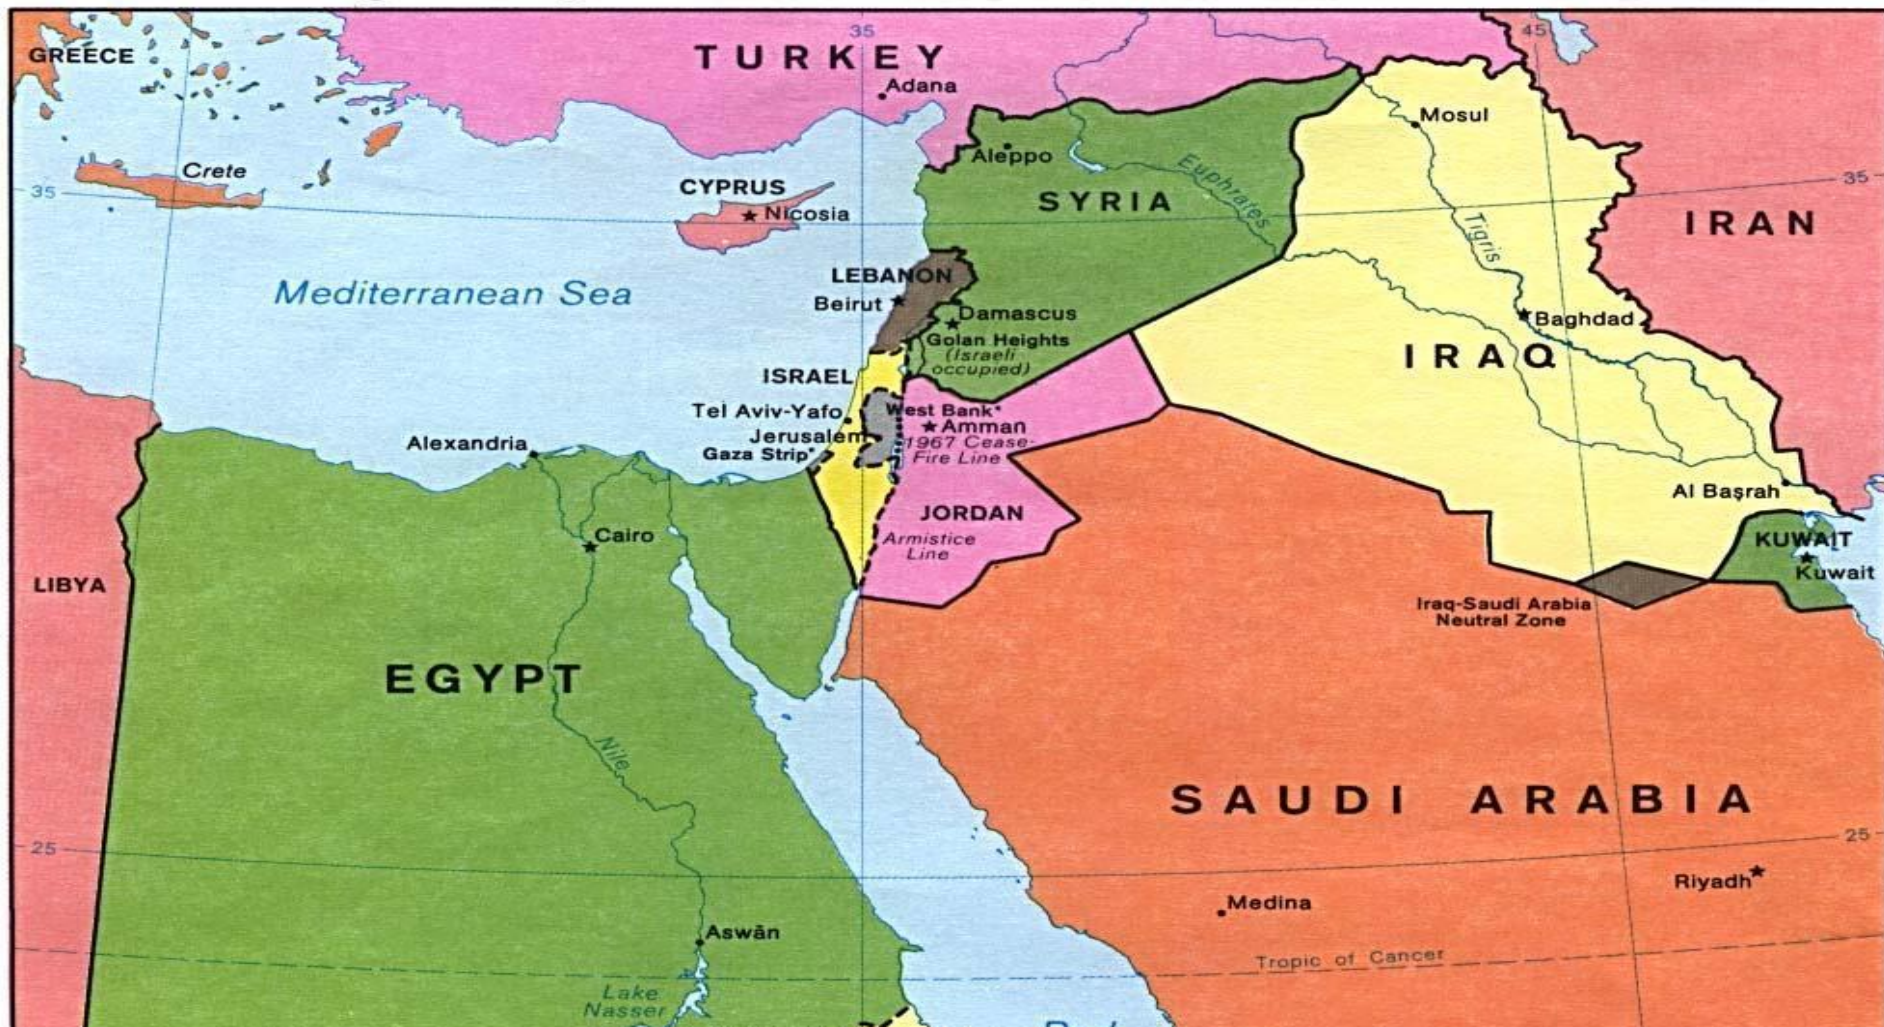 35
45
GREECE
TURKEY
Adana
Mosul
Crete
35
Aleppo
Euphrates
35
CYPRUS
Nicosia
SYRIA
Tigris
IRAN
Mediterranean Sea
LEBANON
Beirut
Damascus
Golan Heights
(Israeli
occupied)
Baghdad
IRAQ
ISRAEL
Tel Aviv-Yafo
West Bank*
Jerusalem
Amman
1967 Cease-
Fire Line
Gaza Strip*
Alexandria
Al Başrah
JORDAN
Armistice
Line
Cairo
KUWAIT
Kuwait
LIBYA
Iraq-Saudi Arabia
Neutral Zone
EGYPT
Nile
SAUDI ARABIA
25
25
Riyadh
Medina
Aswān
Tropic of Cancer
Lake
Nasser